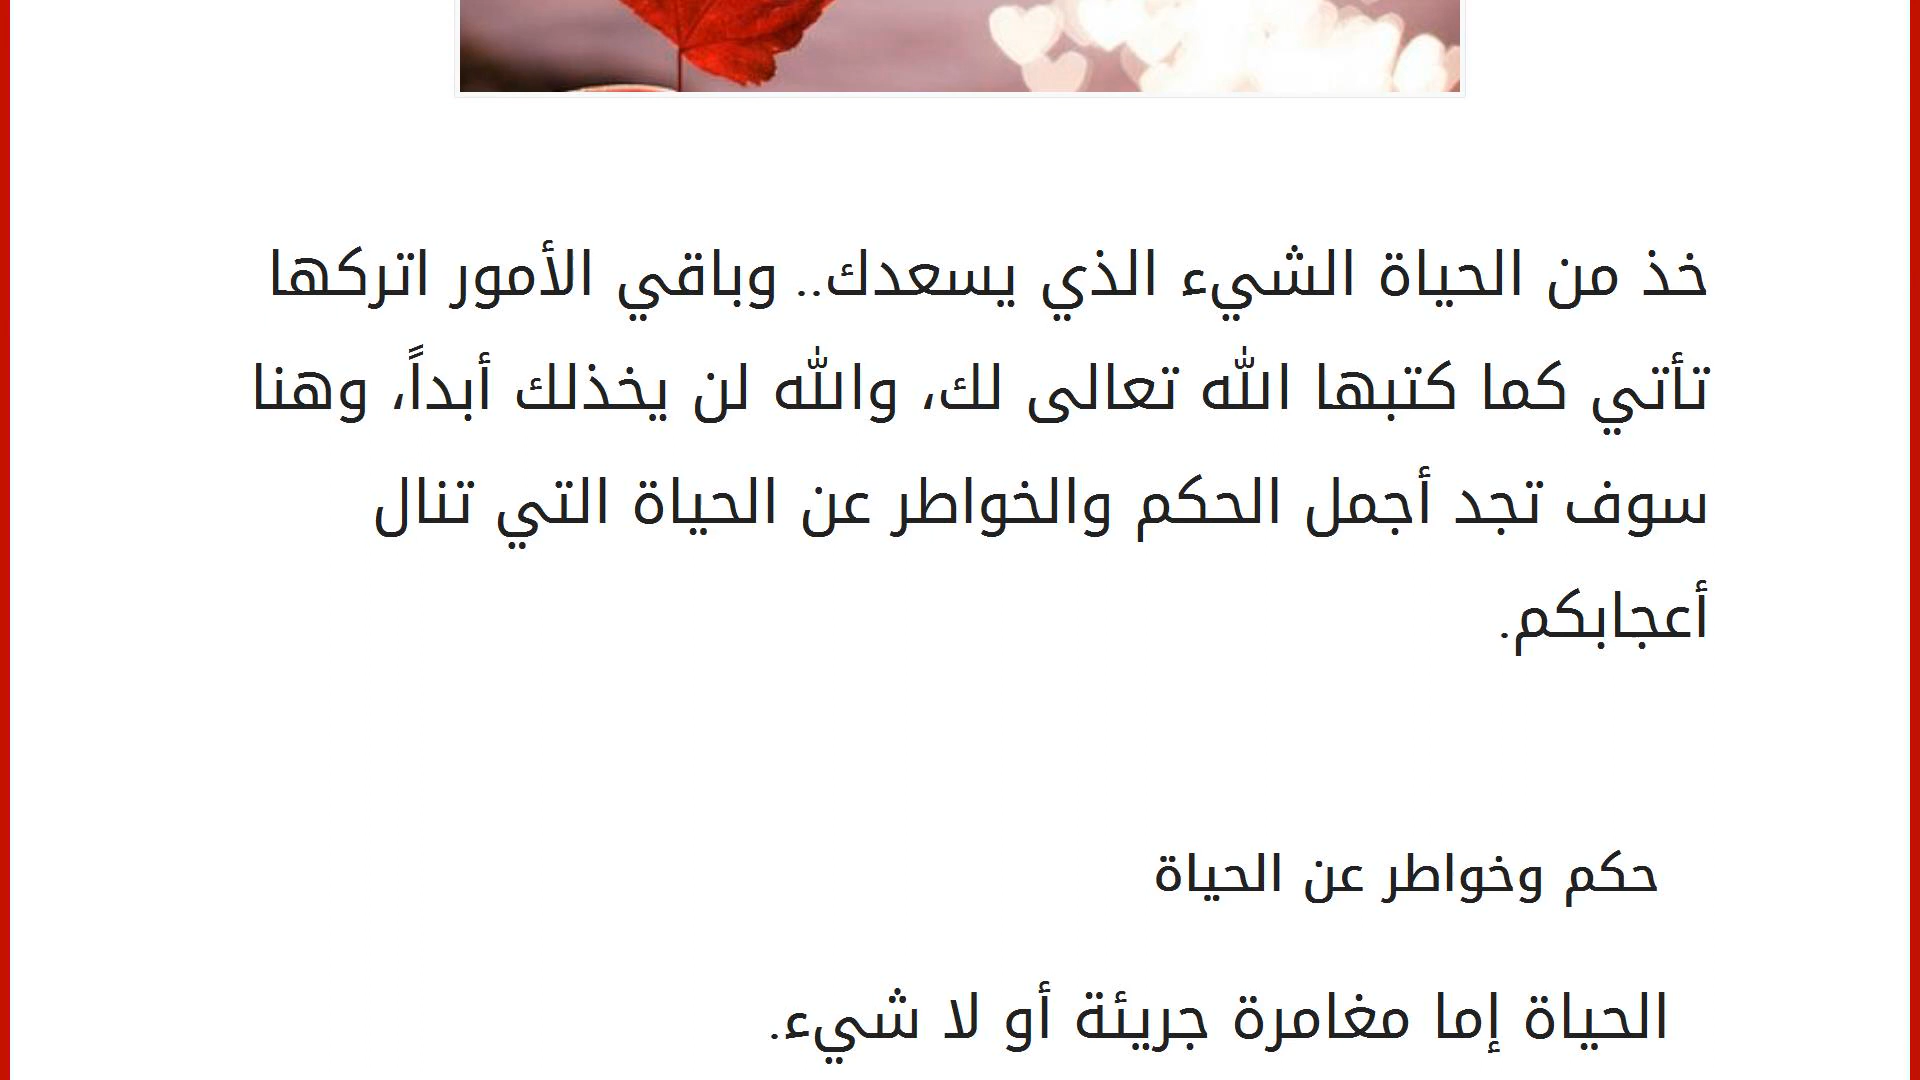 خذ من الحياة الشيء الذي يسعدك.. وباقي الأمور اتركها
تأتي كما كتبها الله تعالى لك، والله لن يخذلك أبداً، وهنا
سوف تجد أجمل الحكم والخواطر عن الحياة التي تنال
أعجابكم.
حكم وخواطر عن الحياة
الحياة إما مغامرة جريئة أو لا شيء.